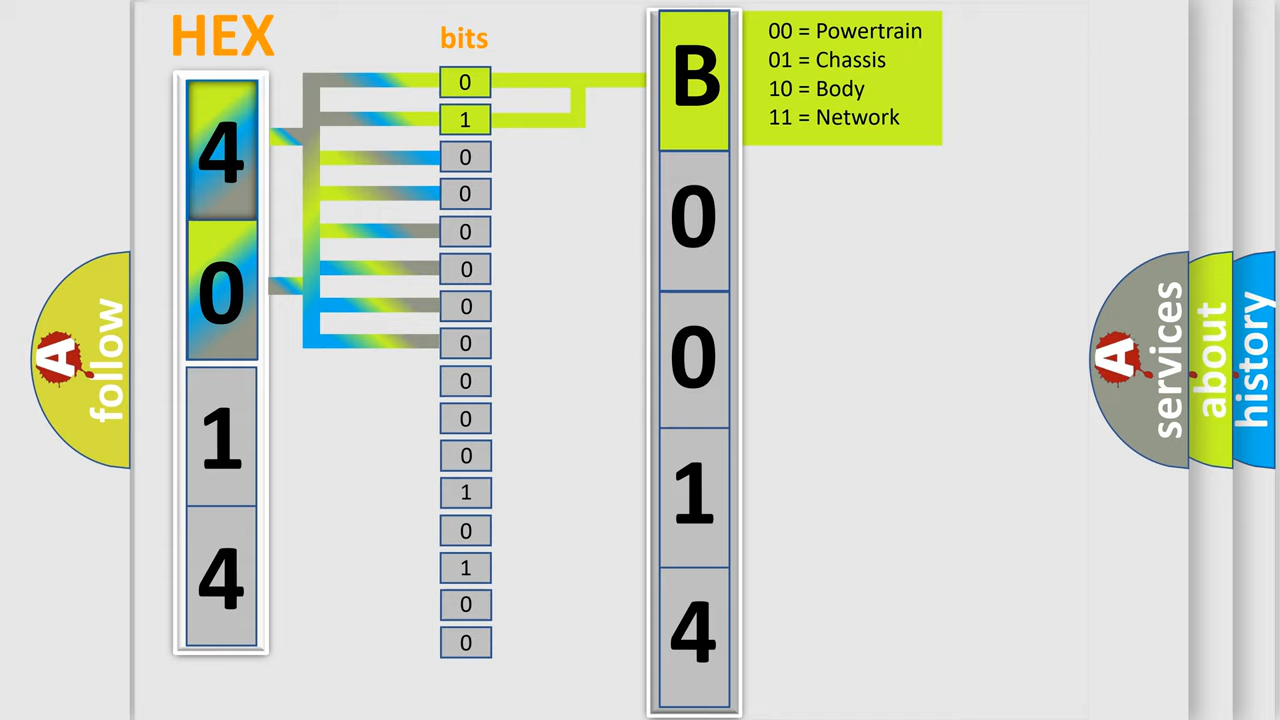 HEX
bits
4
0
1
4
0
1
0
0
0
0
0
0
0
0
0
1
0
1
0
0
B
0
0
1
4
00 = Powertrain
01 = Chassis
10 = Body
11 = Network
A
follow
A
services
about
history